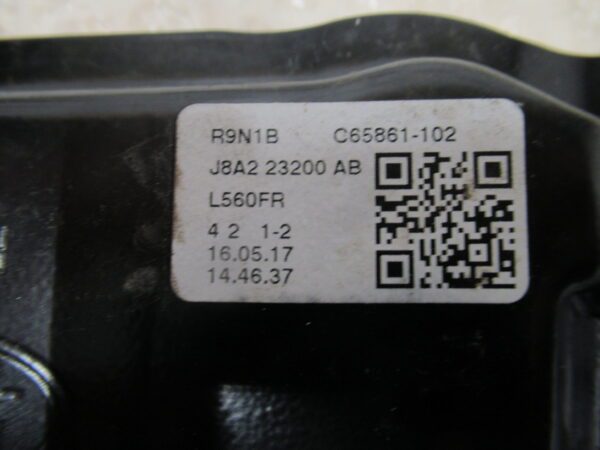 R9N1B C65861-102
J8A2 23200 AB
L560FR
4 2 1-2
16.05.17
14.46.37